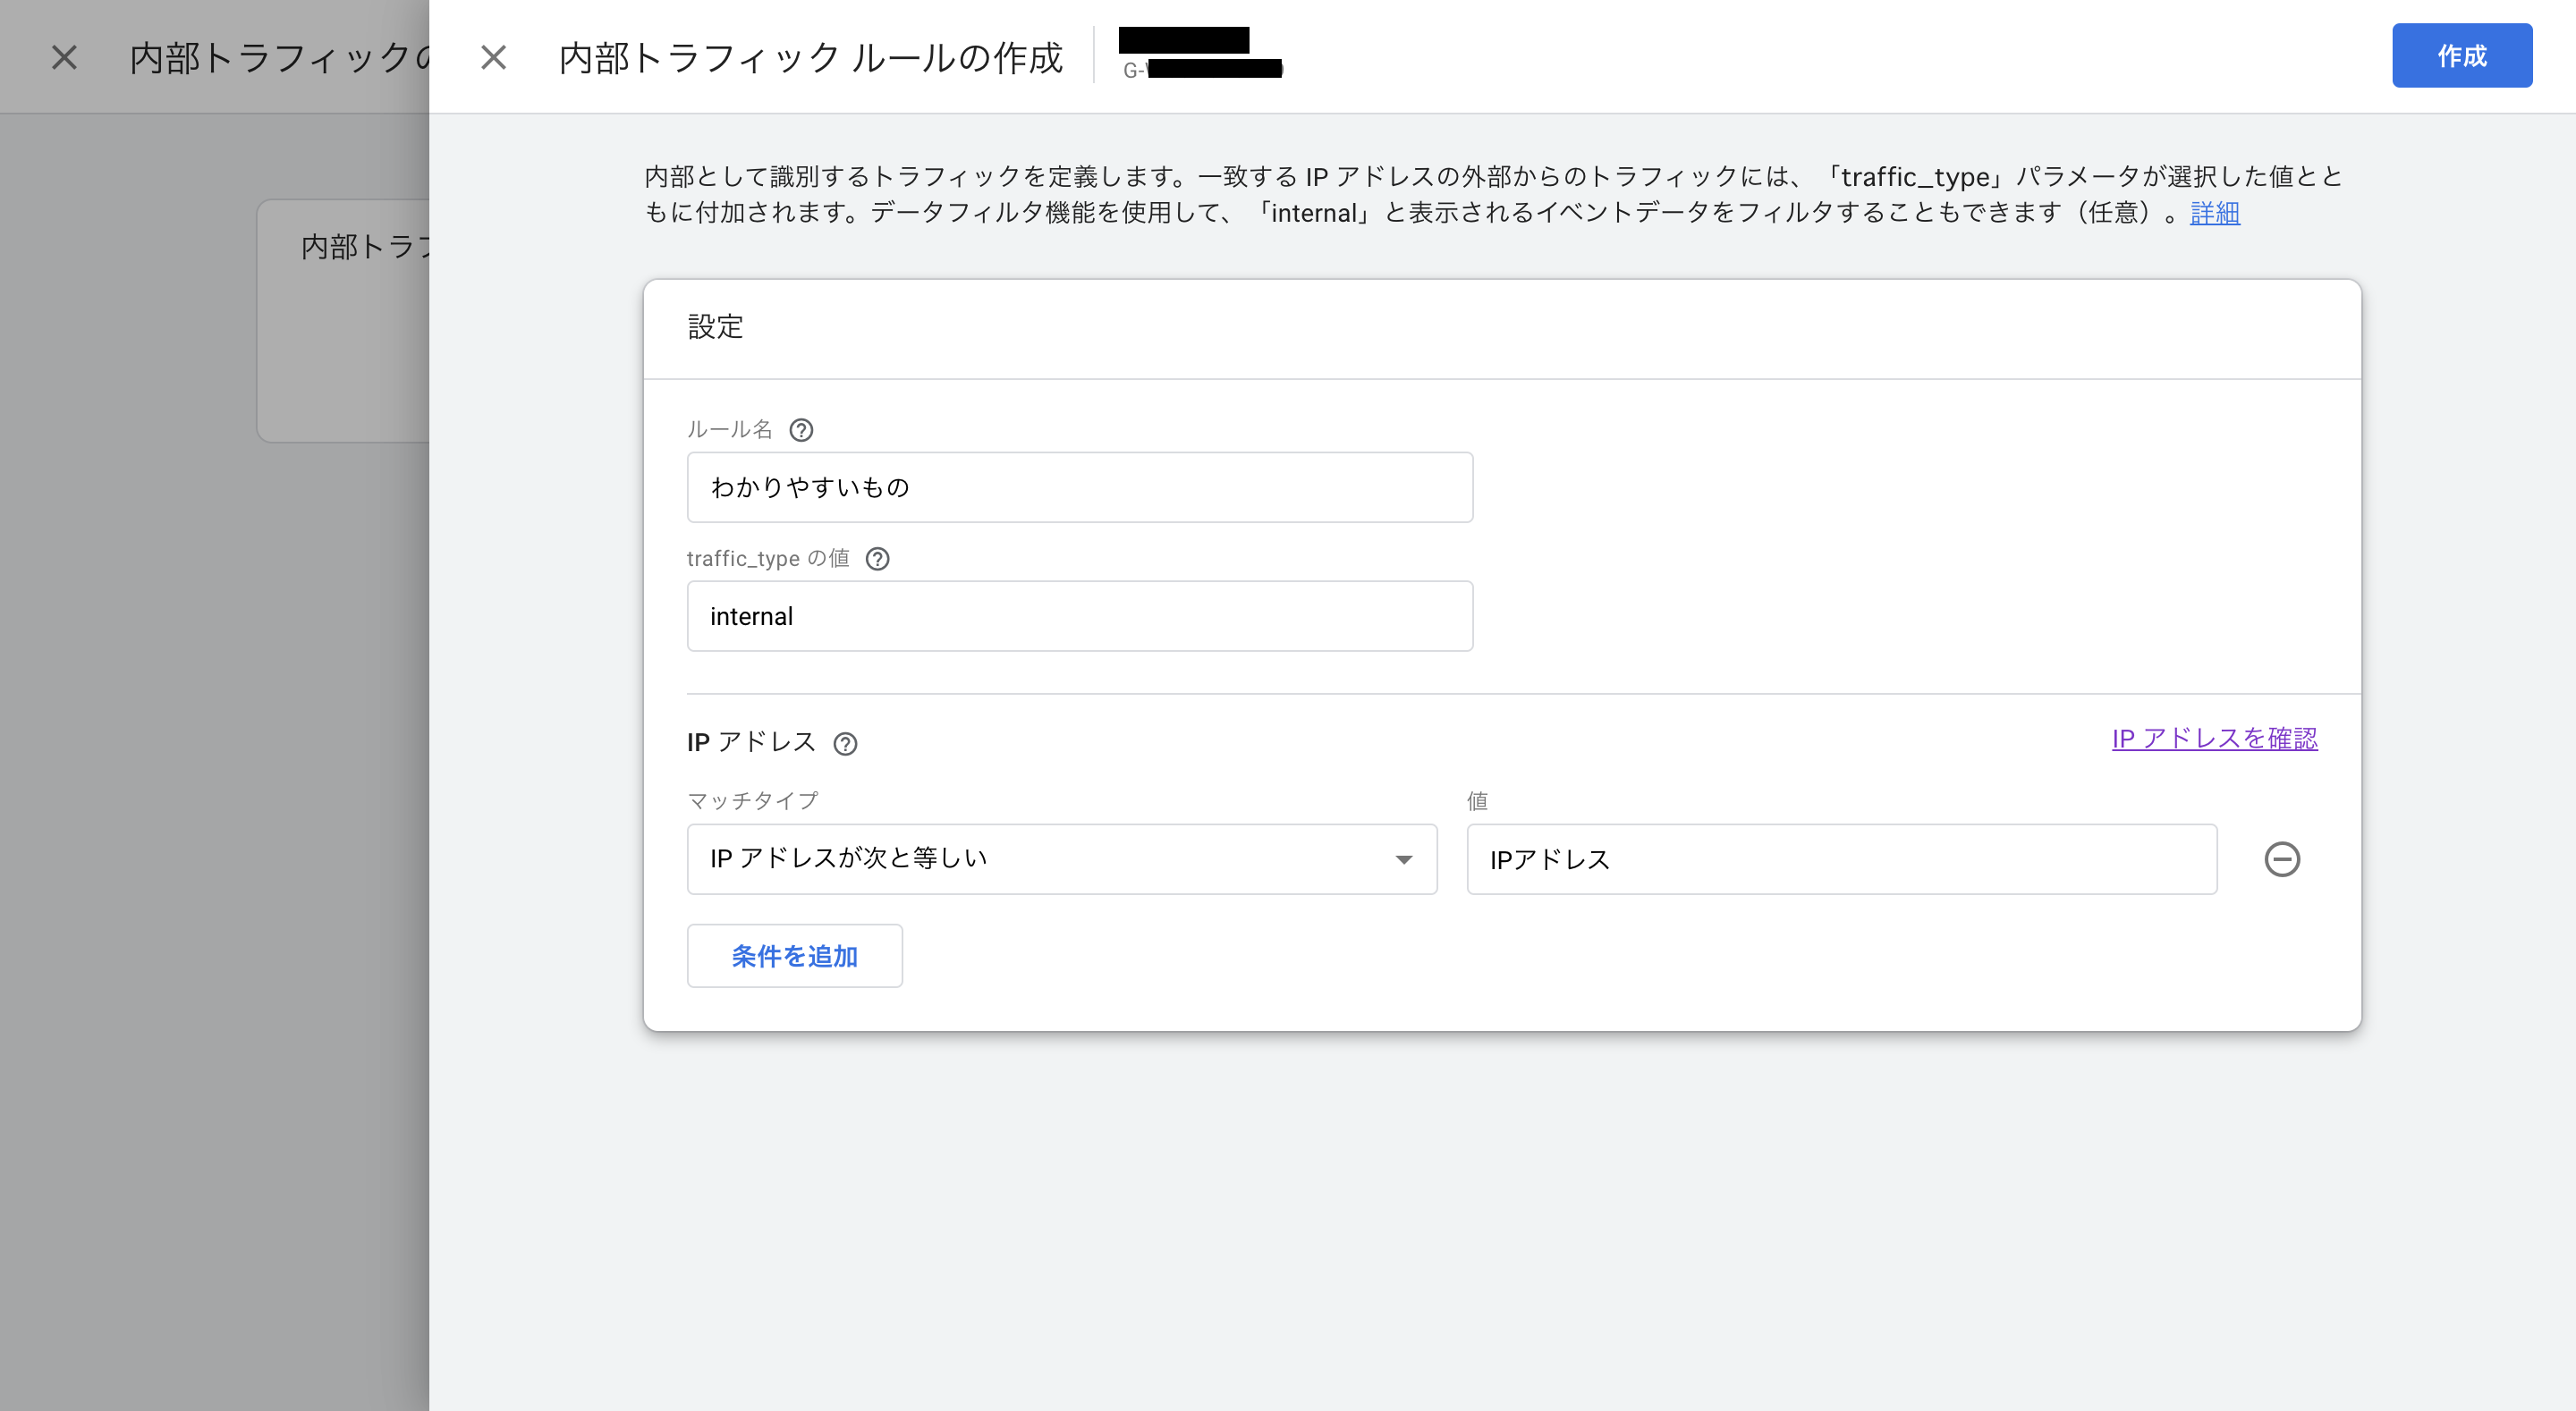 内部トラフィックの
内部トラフィック ルールの作成
G-
作成
内部トラフ
内部として識別するトラフィックを定義します。一致する IP アドレスの外部からのトラフィックには、「traffic_type」パラメータが選択した値とと
もに付加されます。データフィルタ機能を使用して、「internal」と表示されるイベントデータをフィルタすることもできます（任意）。詳細
設定
ルール名
わかりやすいもの
traffic_type の値
internal
IP アドレス
IP アドレスを確認
マッチタイプ
値
IP アドレスが次と等しい
IPアドレス
条件を追加